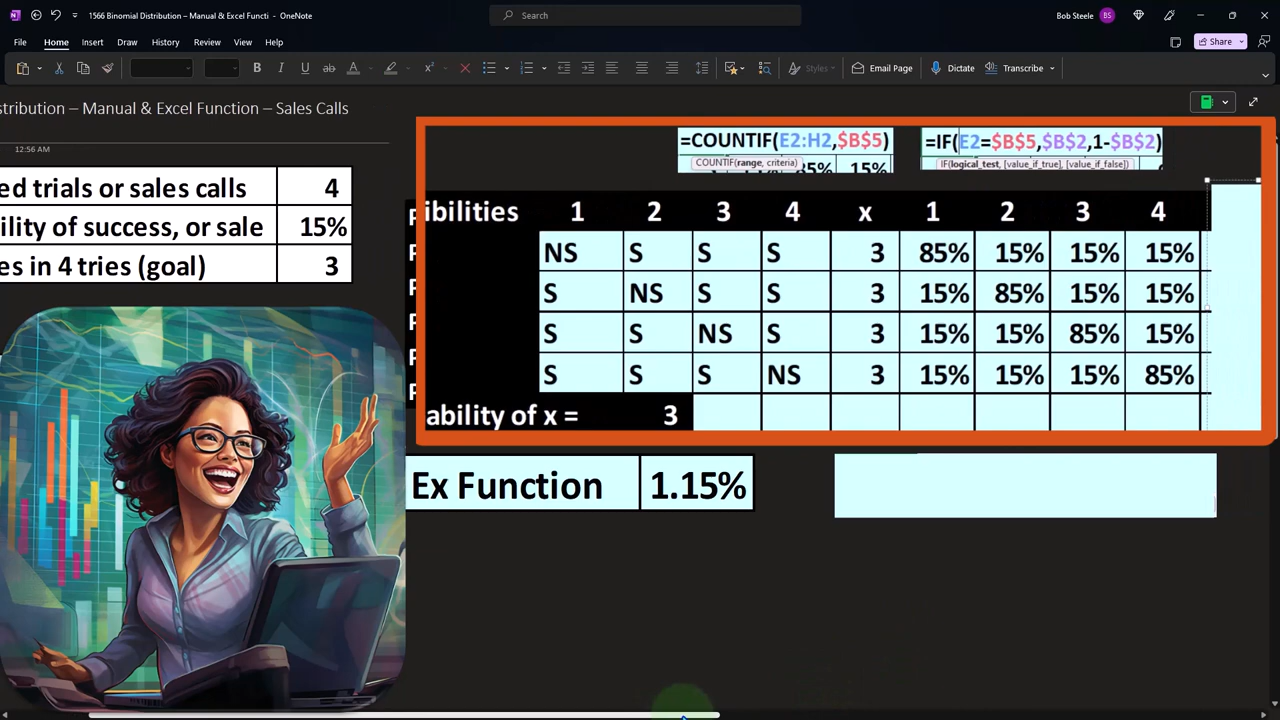 1566 Binomial Distribution – Manual & Excel Functi - OneNote
Search
Bob Steele
BS
File Home Insert Draw History Review View Help
Share
B I U ab A x
Styles
Email Page
Dictate
Transcribe
stribution – Manual & Excel Function – Sales Calls
12:56 AM
ed trials or sales calls 4
ility of success, or sale 15%
es in 4 tries (goal) 3
=COUNTIF(E2:H2,$B$5)
COUNTIF(range, criteria)
15%
=IF(E2=$B$5,$B$2,1-$B$2)
IF(logical_test, [value_if_true], [value_if_false])
ibilities 1 2 3 4 x 1 2 3 4
NS S S S 3 85% 15% 15% 15%
S NS S S 3 15% 85% 15% 15%
S S NS S 3 15% 15% 85% 15%
S S S NS 3 15% 15% 15% 85%
ability of x = 3
Ex Function 1.15%